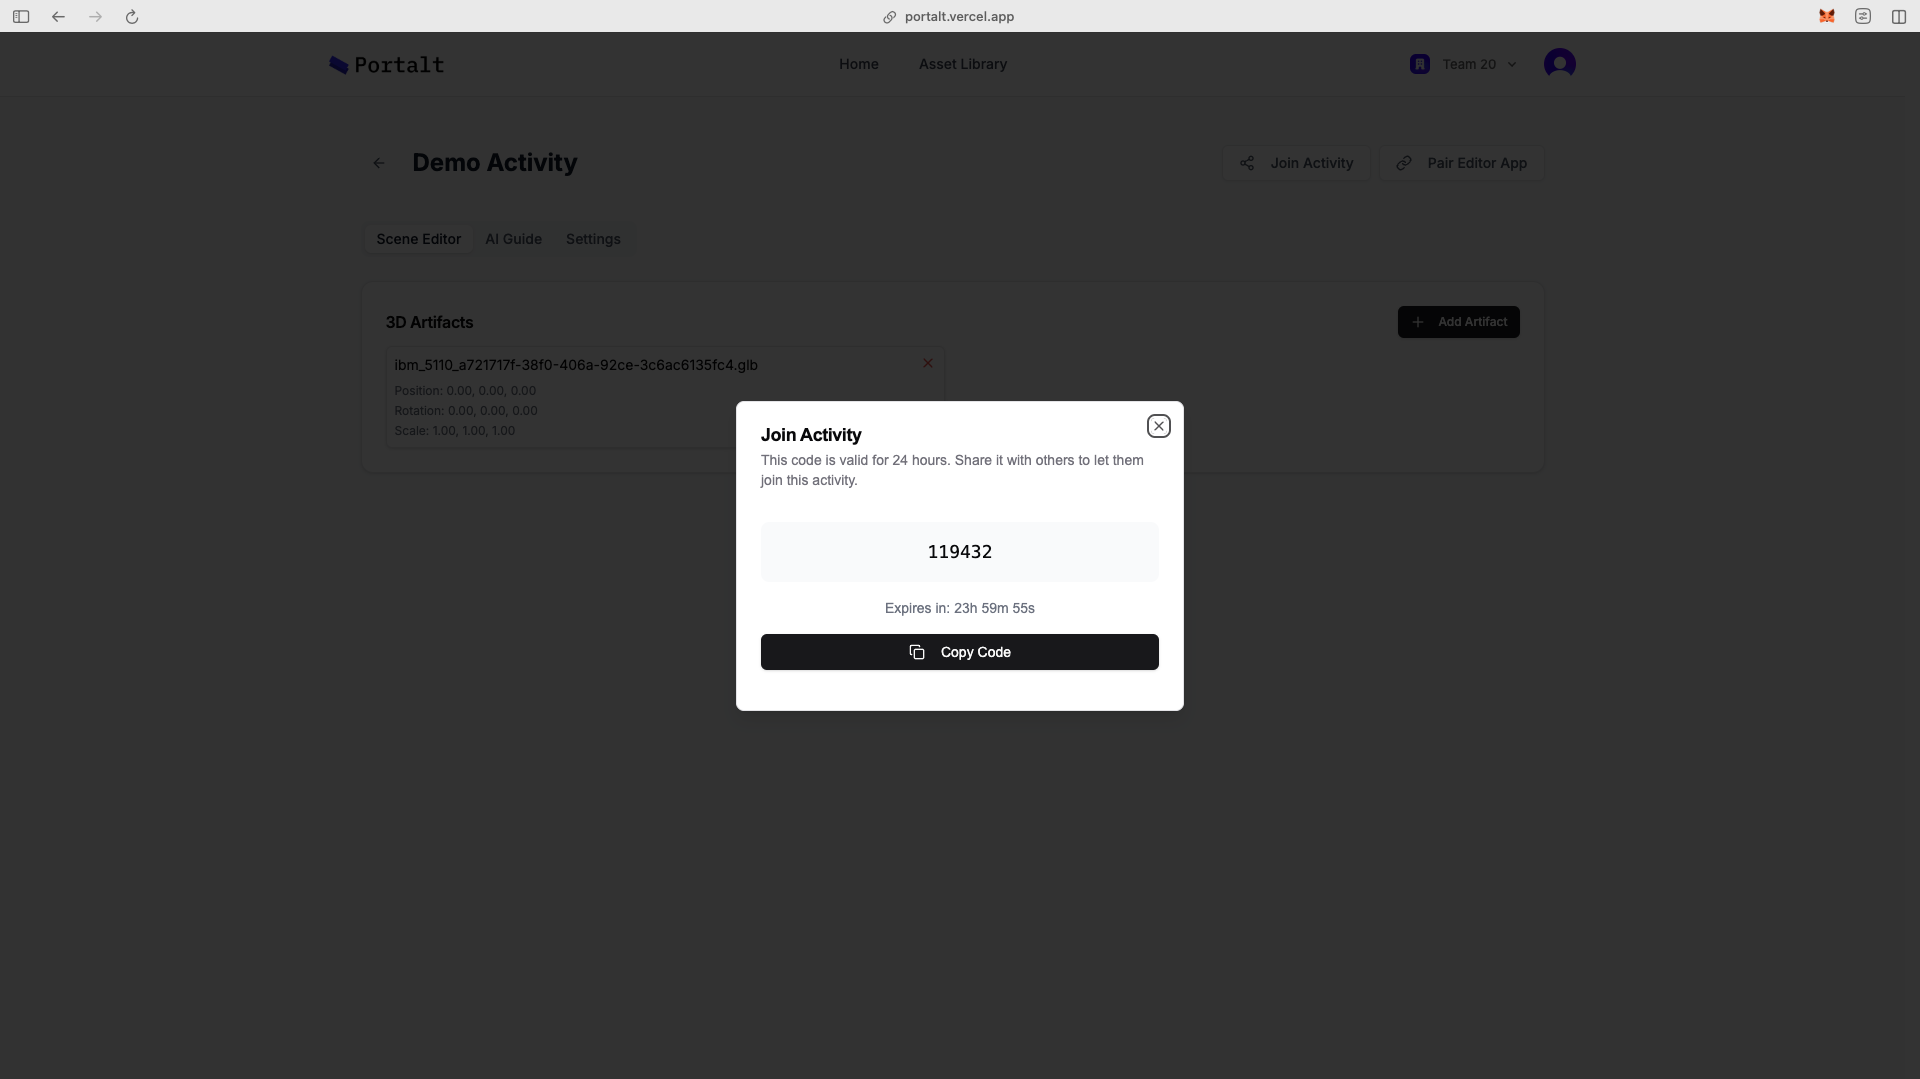 portalt.vercel.app
Portalt
Home
Asset Library
Team 20
Demo Activity
Join Activity
Pair Editor App
Scene Editor
AI Guide
Settings
3D Artifacts
Add Artifact
ibm_5110_a721717f-38f0-406a-92ce-3c6ac6135fc4.glb
Position: 0.00, 0.00, 0.00
Rotation: 0.00, 0.00, 0.00
Scale: 1.00, 1.00, 1.00
Join Activity
This code is valid for 24 hours. Share it with others to let them
join this activity.
119432
Expires in: 23h 59m 55s
Copy Code